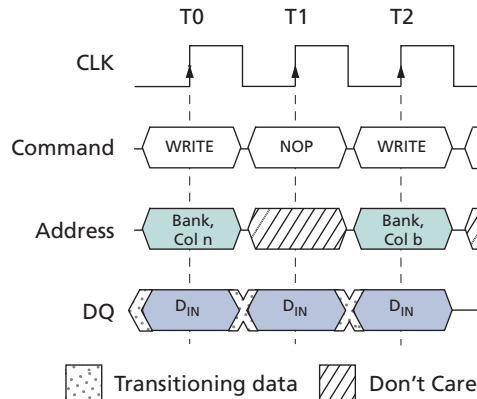 T0 T1 T2
CLK
Command WRITE NOP WRITE
Address Bank, Col n Bank, Col b
DQ DIN DIN DIN
Transitioning data Don't Care